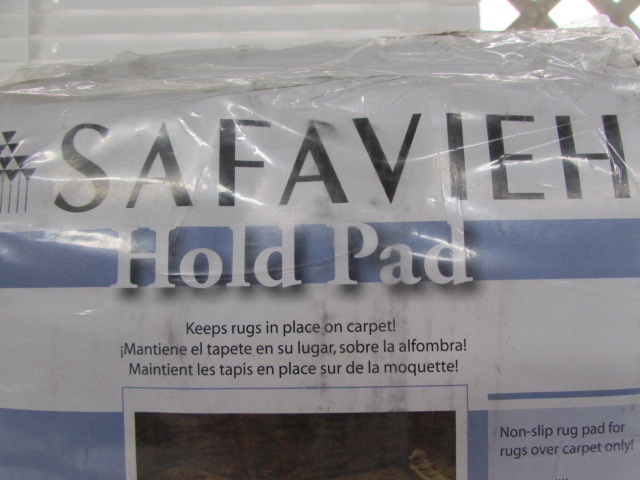 SAFAVIEH
Hold Pad
Keeps rugs in place on carpet!
¡Mantiene el tapete en su lugar, sobre la alfombra!
Maintient les tapis en place sur de la moquette!
Non-slip rug pad for
rugs over carpet only!